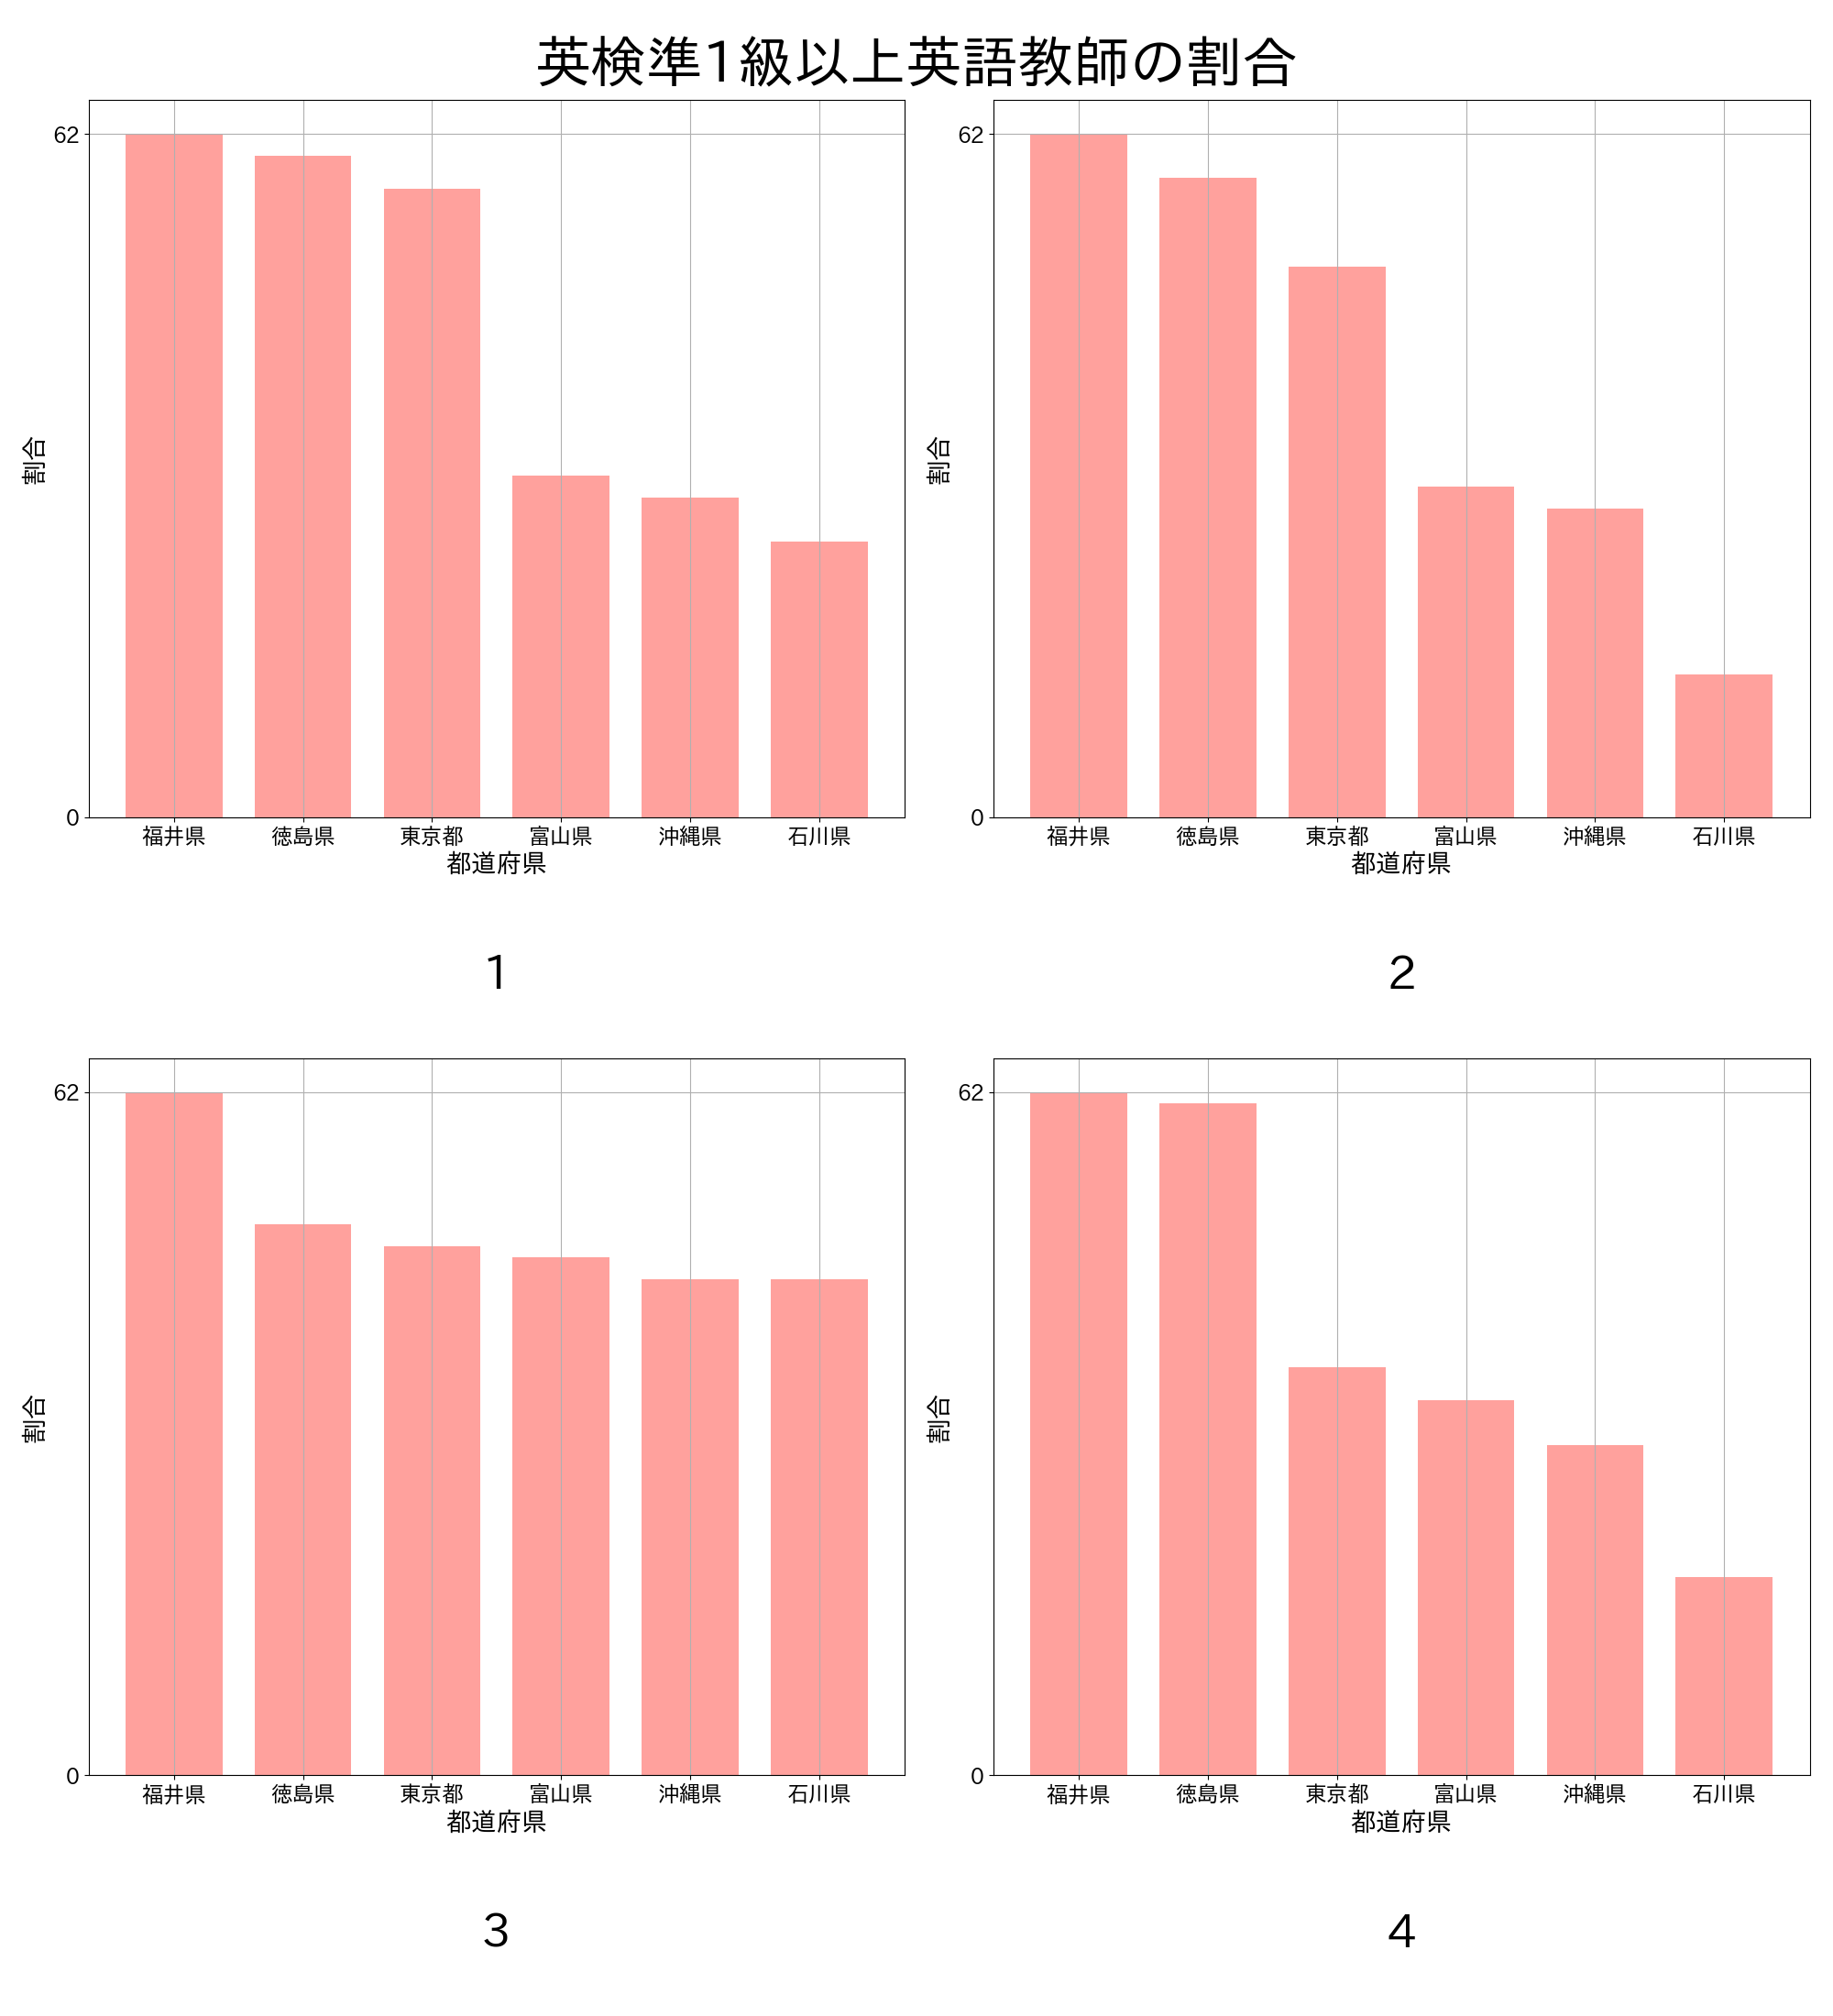 英検準1級以上英語教師の割合
62
割合
0
福井県 徳島県 東京都 富山県 沖縄県 石川県
都道府県
1
62
割合
0
福井県 徳島県 東京都 富山県 沖縄県 石川県
都道府県
2
62
割合
0
福井県 徳島県 東京都 富山県 沖縄県 石川県
都道府県
3
62
割合
0
福井県 徳島県 東京都 富山県 沖縄県 石川県
都道府県
4